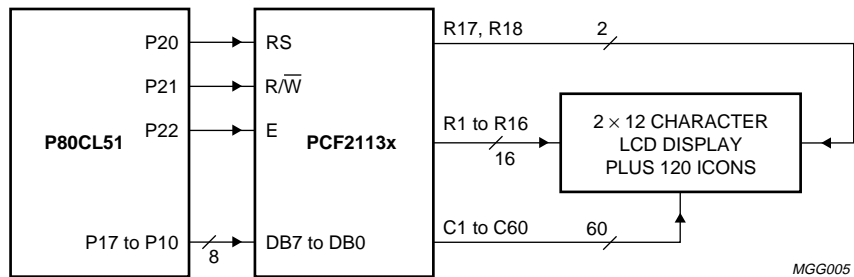 R17, R18 2
P20 RS
P21 R/W̅
P22 E
P80CL51 PCF2113x
R1 to R16
16
2 × 12 CHARACTER
LCD DISPLAY
PLUS 120 ICONS
P17 to P10 8 DB7 to DB0
C1 to C60 60
MGG005